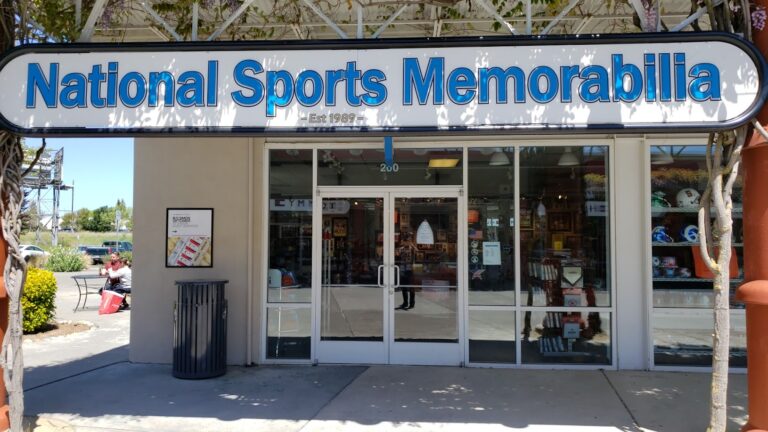 National Sports Memorabilia
- Est 1989 -
200